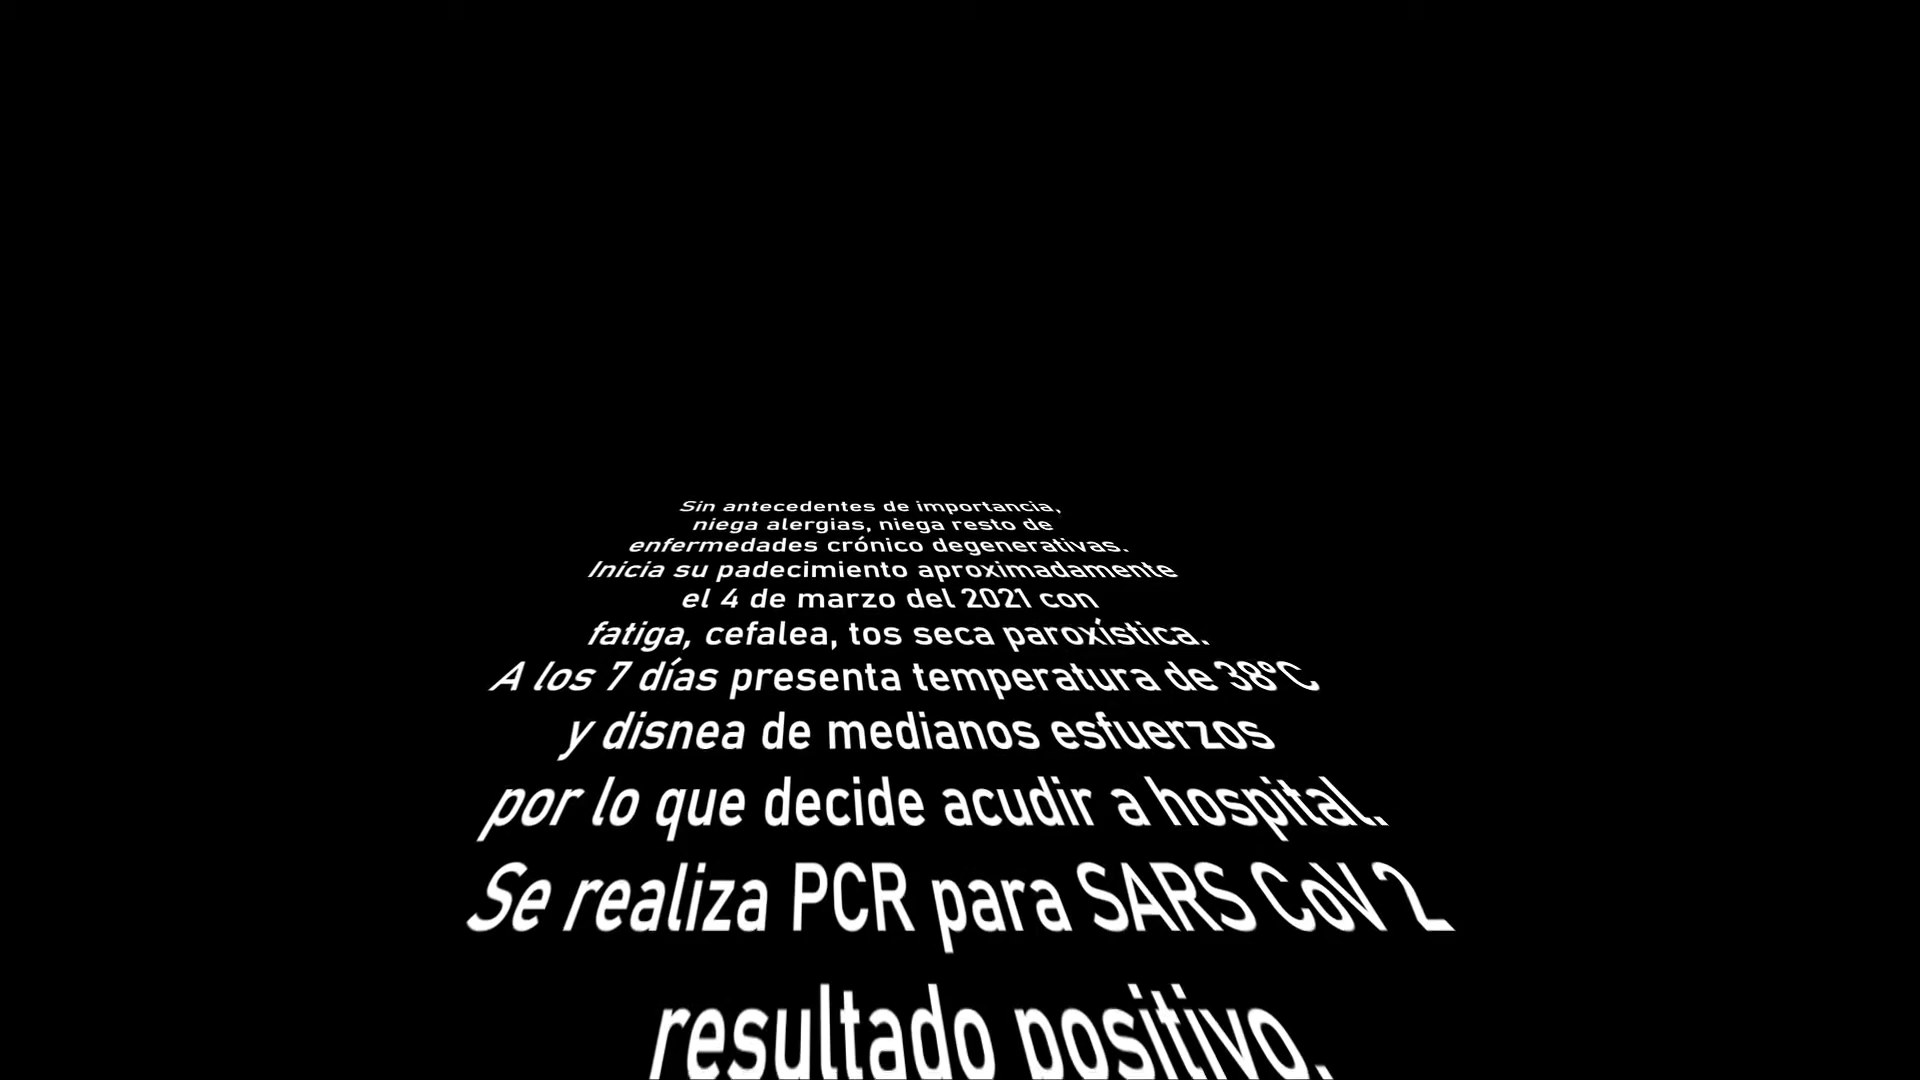 Sin antecedentes de importancia,
niega alergias, niega resto de
enfermedades crónico degenerativas.
Inicia su padecimiento aproximadamente
el 4 de marzo del 2021 con
fatiga, cefalea, tos seca paroxística.
A los 7 días presenta temperatura de 38°C
y disnea de medianos esfuerzos
por lo que decide acudir a hospital.
Se realiza PCR para SARS CoV 2
resultado positivo.